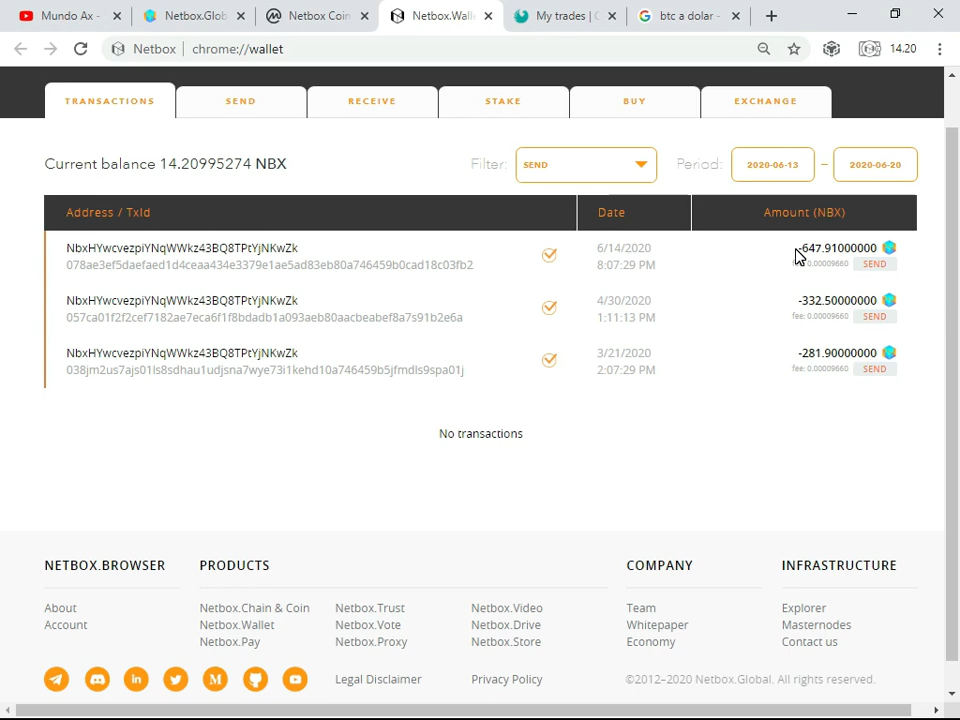 Mundo Ax -
Netbox.Glob
Netbox Coin
Netbox.Wall
My trades | C
btc a dolar -
Netbox chrome://wallet 14.20
TRANSACTIONS SEND RECEIVE STAKE BUY EXCHANGE
Current balance 14.20995274 NBX Filter: SEND Period: 2020-06-13 – 2020-06-20
Address / TxId Date Amount (NBX)
NbxHYwcvezpiYNqWWkz43BQ8TPtYjNKwZk 6/14/2020 -647.91000000
078ae3ef5daefaed1d4ceaa434e3379e1ae5ad83eb80a746459b0cad18c03fb2 8:07:29 PM 0.00009660 SEND
NbxHYwcvezpiYNqWWkz43BQ8TPtYjNKwZk 4/30/2020 -332.50000000
057ca01f2f2cef7182ae7eca6f1f8bdadb1a093aeb80aacbeabef8a7s91b2e6a 1:11:13 PM fee: 0.00009660 SEND
NbxHYwcvezpiYNqWWkz43BQ8TPtYjNKwZk 3/21/2020 -281.90000000
038jm2us7ajs01ls8sdhau1udjsna7wye73i1kehd10a746459b5jfmdls9spa01j 2:07:29 PM fee: 0.00009660 SEND
No transactions
NETBOX.BROWSER PRODUCTS COMPANY INFRASTRUCTURE
About Netbox.Chain & Coin Netbox.Trust Netbox.Video Team Explorer
Account Netbox.Wallet Netbox.Vote Netbox.Drive Whitepaper Masternodes
Netbox.Pay Netbox.Proxy Netbox.Store Economy Contact us
Legal Disclaimer Privacy Policy ©2012–2020 Netbox.Global. All rights reserved.